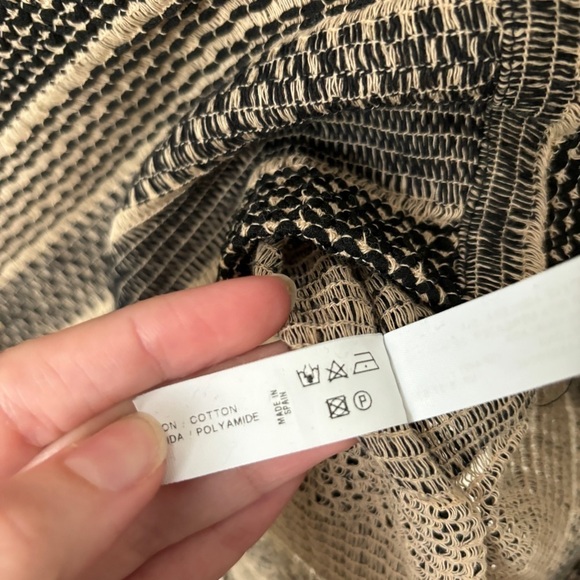 ON : COTTON
IDA : POLYAMIDE
MADE IN
SPAIN
P